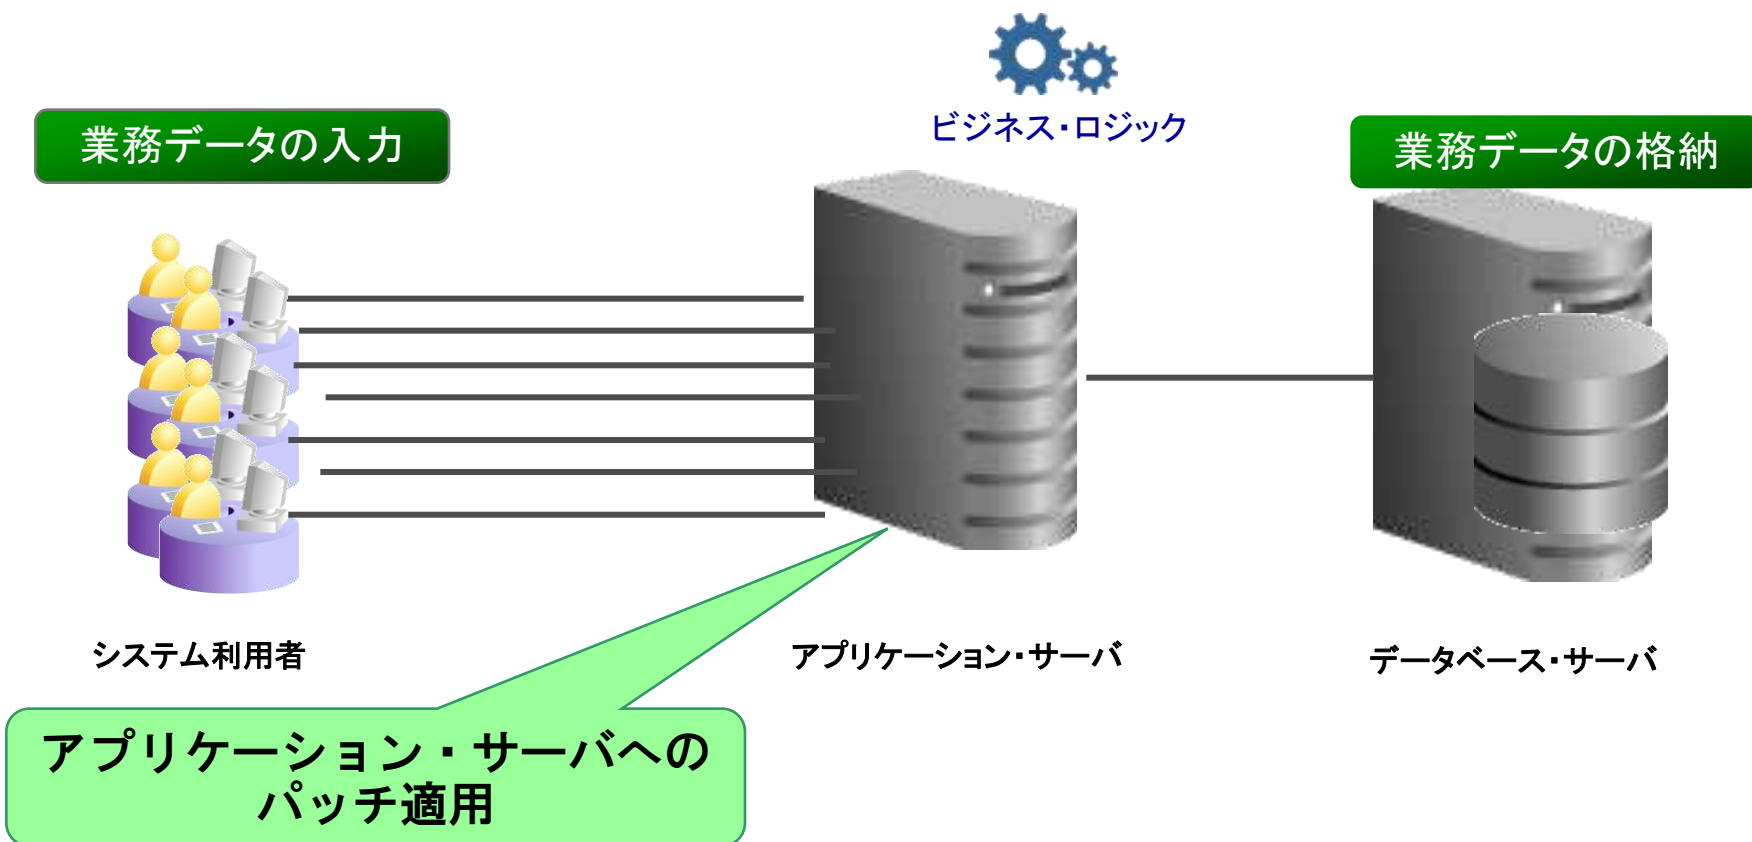 ビジネス・ロジック
業務データの入力
業務データの格納
システム利用者
アプリケーション・サーバ
データベース・サーバ
アプリケーション・サーバへの
パッチ適用